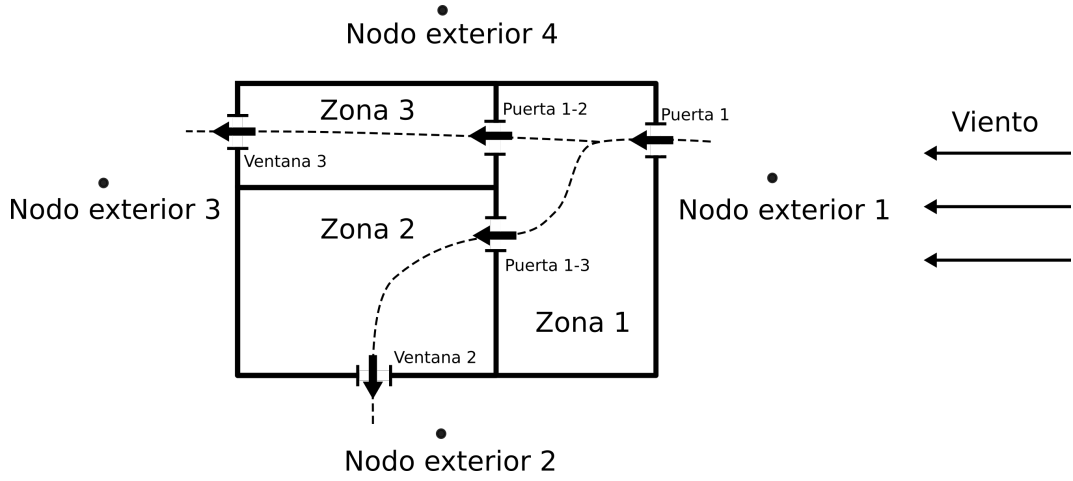 Nodo exterior 4
Zona 3
Puerta 1-2
Puerta 1
Viento
Ventana 3
Nodo exterior 3
Nodo exterior 1
Zona 2
Puerta 1-3
Zona 1
Ventana 2
Nodo exterior 2